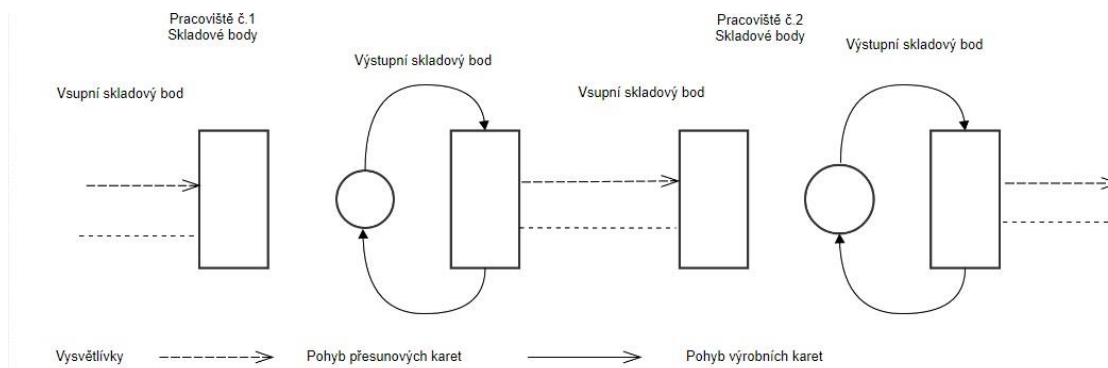 Pracoviště č.1
Skladové body
Pracoviště č.2
Skladové body
Výstupní skladový bod
Výstupní skladový bod
Vsupní skladový bod
Vsupní skladový bod
Vysvětlívky
Pohyb přesunových karet
Pohyb výrobních karet